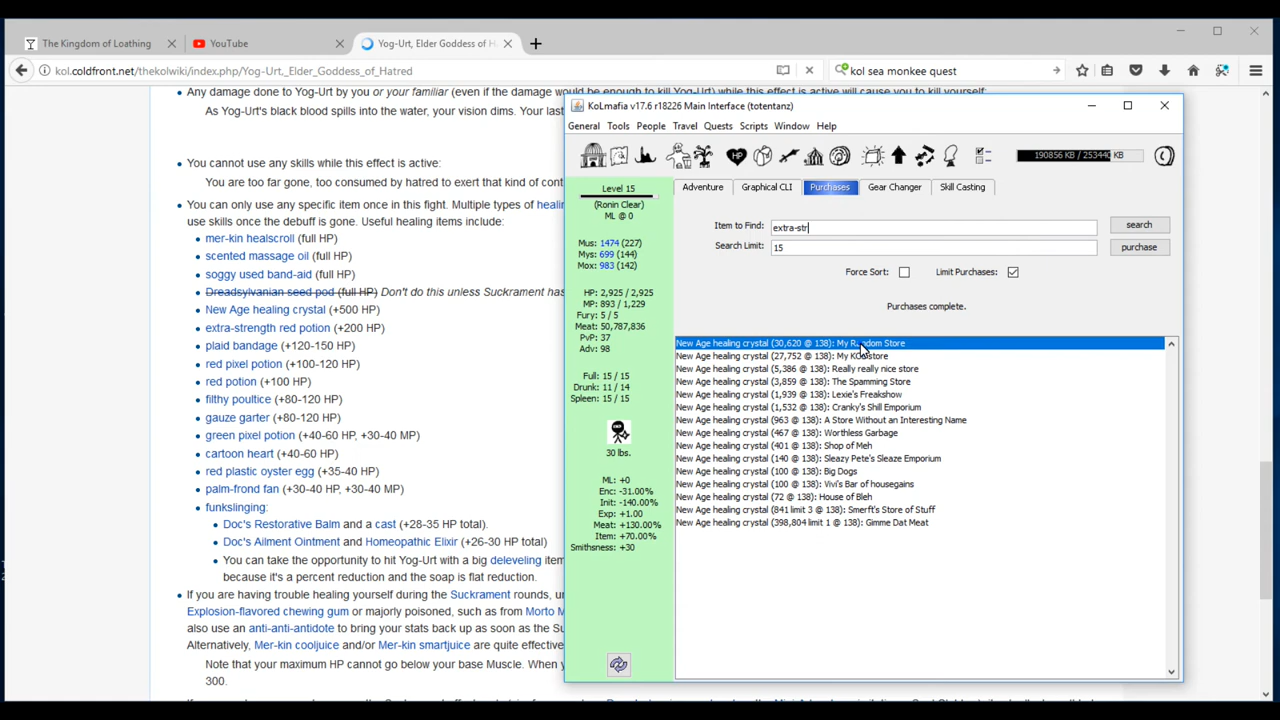 The Kingdom of Loathing
YouTube
Yog-Urt, Elder Goddess of H
kol.coldfront.net/thekolwiki/index.php/Yog-Urt,_Elder_Goddess_of_Hatred
kol sea monkee quest
Any damage done to Yog-Urt by you or your familiar (even if the damage would be enough to kill Yog-Urt) while this effect is active will cause you to kill yourself:
As Yog-Urt's black blood spills into the water, your vision dims. Your last
You cannot use any skills while this effect is active:
You are too far gone, too consumed by hatred to exert that kind of cont
You can only use any specific item once in this fight. Multiple types of healin
use skills once the debuff is gone. Useful healing items include:
mer-kin healscroll (full HP)
scented massage oil (full HP)
soggy used band-aid (full HP)
Dreadsylvanian seed pod (full HP) Don't do this unless Suckrament has
New Age healing crystal (+500 HP)
extra-strength red potion (+200 HP)
plaid bandage (+120-150 HP)
red pixel potion (+100-120 HP)
red potion (+100 HP)
filthy poultice (+80-120 HP)
gauze garter (+80-120 HP)
green pixel potion (+40-60 HP, +30-40 MP)
cartoon heart (+40-60 HP)
red plastic oyster egg (+35-40 HP)
palm-frond fan (+30-40 HP, +30-40 MP)
funkslinging:
Doc's Restorative Balm and a cast (+28-35 HP total).
Doc's Ailment Ointment and Homeopathic Elixir (+26-30 HP total)
You can take the opportunity to hit Yog-Urt with a big deleveling item
because it's a percent reduction and the soap is flat reduction.
If you are having trouble healing yourself during the Suckrament rounds, u
Explosion-flavored chewing gum or majorly poisoned, such as from Morto M
also use an anti-anti-antidote to bring your stats back up as soon as the Su
Alternatively, Mer-kin cooljuice and/or Mer-kin smartjuice are quite effective
Note that your maximum HP cannot go below your base Muscle. When y
300.
KoLmafia v17.6 r18226 Main Interface (totentanz)
General Tools People Travel Quests Scripts Window Help
HP
190856 KB / 253440 KB
Level 15
(Ronin Clear)
ML @ 0
Mus: 1474 (227)
Mys: 699 (144)
Mox: 983 (142)
HP: 2,925 / 2,925
MP: 893 / 1,229
Fury: 5 / 5
Meat: 50,787,836
PvP: 37
Adv: 98
Full: 15 / 15
Drunk: 11 / 14
Spleen: 15 / 15
30 lbs.
ML: +0
Enc: -31.00%
Init: -140.00%
Exp: +1.00
Meat: +130.00%
Item: +70.00%
Smithsness: +30
Adventure Graphical CLI Purchases Gear Changer Skill Casting
Item to Find: extra-str search
Search Limit: 15 purchase
Force Sort: Limit Purchases:
Purchases complete.
New Age healing crystal (30,620 @ 138): My Random Store
New Age healing crystal (27,752 @ 138): My KOL store
New Age healing crystal (5,386 @ 138): Really really nice store
New Age healing crystal (3,859 @ 138): The Spamming Store
New Age healing crystal (1,939 @ 138): Lexie's Freakshow
New Age healing crystal (1,532 @ 138): Cranky's Shill Emporium
New Age healing crystal (963 @ 138): A Store Without an Interesting Name
New Age healing crystal (467 @ 138): Worthless Garbage
New Age healing crystal (401 @ 138): Shop of Meh
New Age healing crystal (140 @ 138): Sleazy Pete's Sleaze Emporium
New Age healing crystal (100 @ 138): Big Dogs
New Age healing crystal (100 @ 138): Vivi's Bar of housegains
New Age healing crystal (72 @ 138): House of Bleh
New Age healing crystal (841 limit 3 @ 138): Smerft's Store of Stuff
New Age healing crystal (398,804 limit 1 @ 138): Gimme Dat Meat